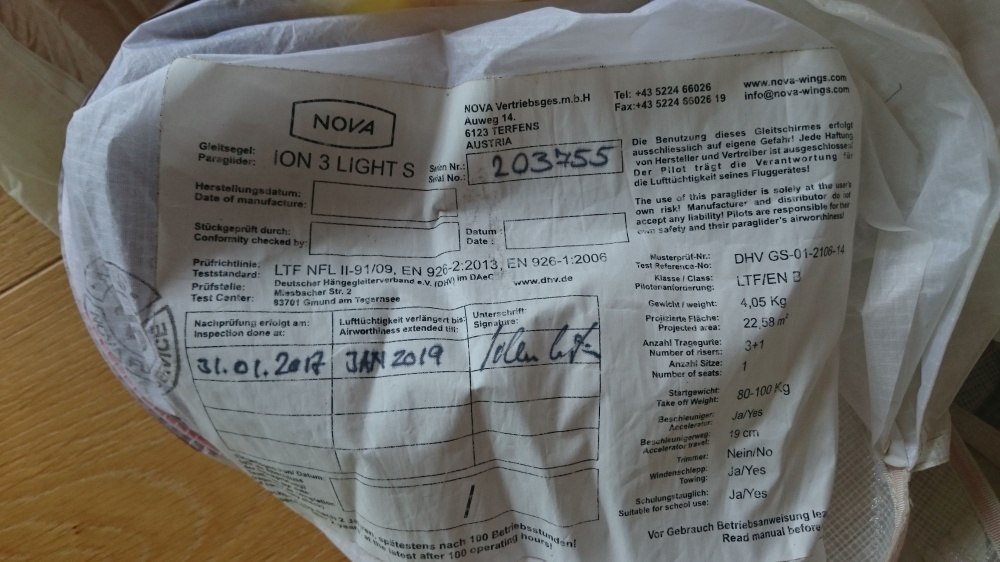 NOVA
NOVA Vertriebsges.m.b.H
Auweg 14.
6123 TERFENS
AUSTRIA
Tel: +43 5224 66026
Fax:+43 5224 66026 19
www.nova-wings.com
info@nova-wings.com
Gleitsegel:
Paraglider: ION 3 LIGHT S
Serien Nr.:
Serial No.: 203755
Die Benutzung dieses Gleitschirmes erfolgt
ausschliesslich auf eigene Gefahr! Jede Haftung
von Hersteller und Vertreiber ist ausgeschlossen!
Der Pilot trägt die Verantwortung für
die Lufttüchtigkeit seines Fluggerätes!
The use of this paraglider is solely at the user's
own risk! Manufacturer and distributor do not
accept any liability! Pilots are responsible for their
own safety and their paraglider's airworthiness!
Herstellungsdatum:
Date of manufacture:
Stückgeprüft durch:
Conformity checked by:
Datum :
Date :
Prüfrichtlinie:
Teststandard: LTF NFL II-91/09, EN 926-2:2013, EN 926-1:2006
Prüfstelle:
Test Center:
Deutscher Hängegleiterverband e.V. (DHV) im DAeC
Miesbacher Str. 2
83701 Gmund am Tegernsee
www.dhv.de
Nachprüfung erfolgt am:
Inspection done at:
Lufttüchtigkeit verlängert bis:
Airworthiness extended till:
Unterschrift:
Signature:
31.01.2017 JAN 2019
Musterprüf-Nr.:
Test Reference-No: DHV GS-01-2106-14
Klasse / Class:
Pilotenanforierung: LTF/EN B
Gewicht / weight: 4,05 Kg
Projizierte Fläche:
Projected area: 22,58 m²
Anzahl Tragegurte:
Number of risers: 3+1
Anzahl Sitze:
Number of seats: 1
Startgewicht:
Take off Weight: 80-100 Kg
Beschleuniger:
Accelerator: Ja/Yes
Beschleunigerweg:
Accelerator travel: 19 cm
Trimmer: Nein/No
Windenschlepp:
Towing: Ja/Yes
Schulungstauglich:
Suitable for school use: Ja/Yes
Datum
/
spätestens nach 100 Betriebsstunden!
latest after 100 operating hours!
Vor Gebrauch Betriebsanweisung
Read manual before